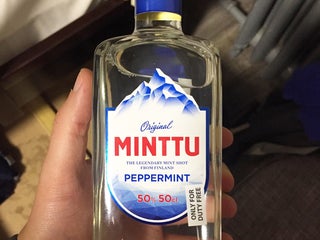 Original
MINTTU
THE LEGENDARY MINT SHOT
FROM FINLAND
PEPPERMINT
50% 50cl
ONLY FOR
DUTY FREE